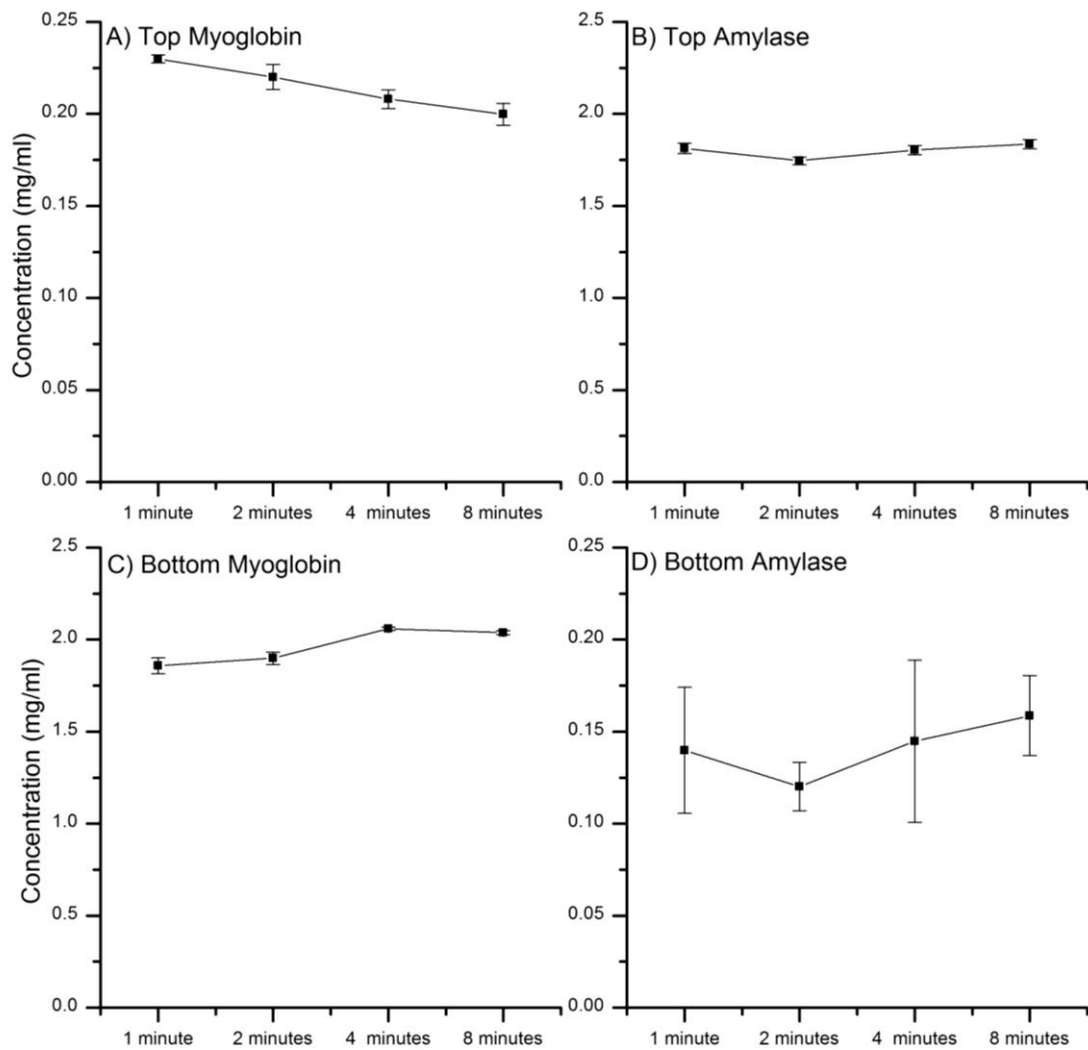 A) Top Myoglobin
Concentration (mg/ml)
0.25
0.20
0.15
0.10
0.05
0.00
1 minute 2 minutes 4 minutes 8 minutes
B) Top Amylase
2.5
2.0
1.5
1.0
0.5
0.0
1 minute 2 minutes 4 minutes 8 minutes
C) Bottom Myoglobin
Concentration (mg/ml)
2.5
2.0
1.5
1.0
0.5
0.0
1 minute 2 minutes 4 minutes 8 minutes
D) Bottom Amylase
0.25
0.20
0.15
0.10
0.05
0.00
1 minute 2 minutes 4 minutes 8 minutes